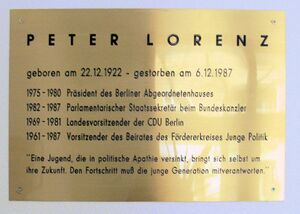 PETER LORENZ
geboren am 22.12.1922 - gestorben am 6.12.1987
1975-1980 Präsident des Berliner Abgeordnetenhauses
1982-1987 Parlamentarischer Staatssekretär beim Bundeskanzler
1969-1981 Landesvorsitzender der CDU Berlin
1961-1987 Vorsitzender des Beirates des Fördererkreises Junge Politik
"Eine Jugend, die in politische Apathie versinkt, bringt sich selbst um
ihre Zukunft. Den Fortschritt muß die junge Generation mitverantworten."